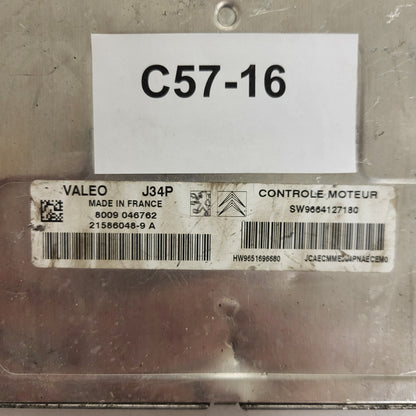 C57-16
VALEO J34P
MADE IN FRANCE
8009 046762
21586048-9 A
CONTROLE MOTEUR
SW9664127180
HW9651696680